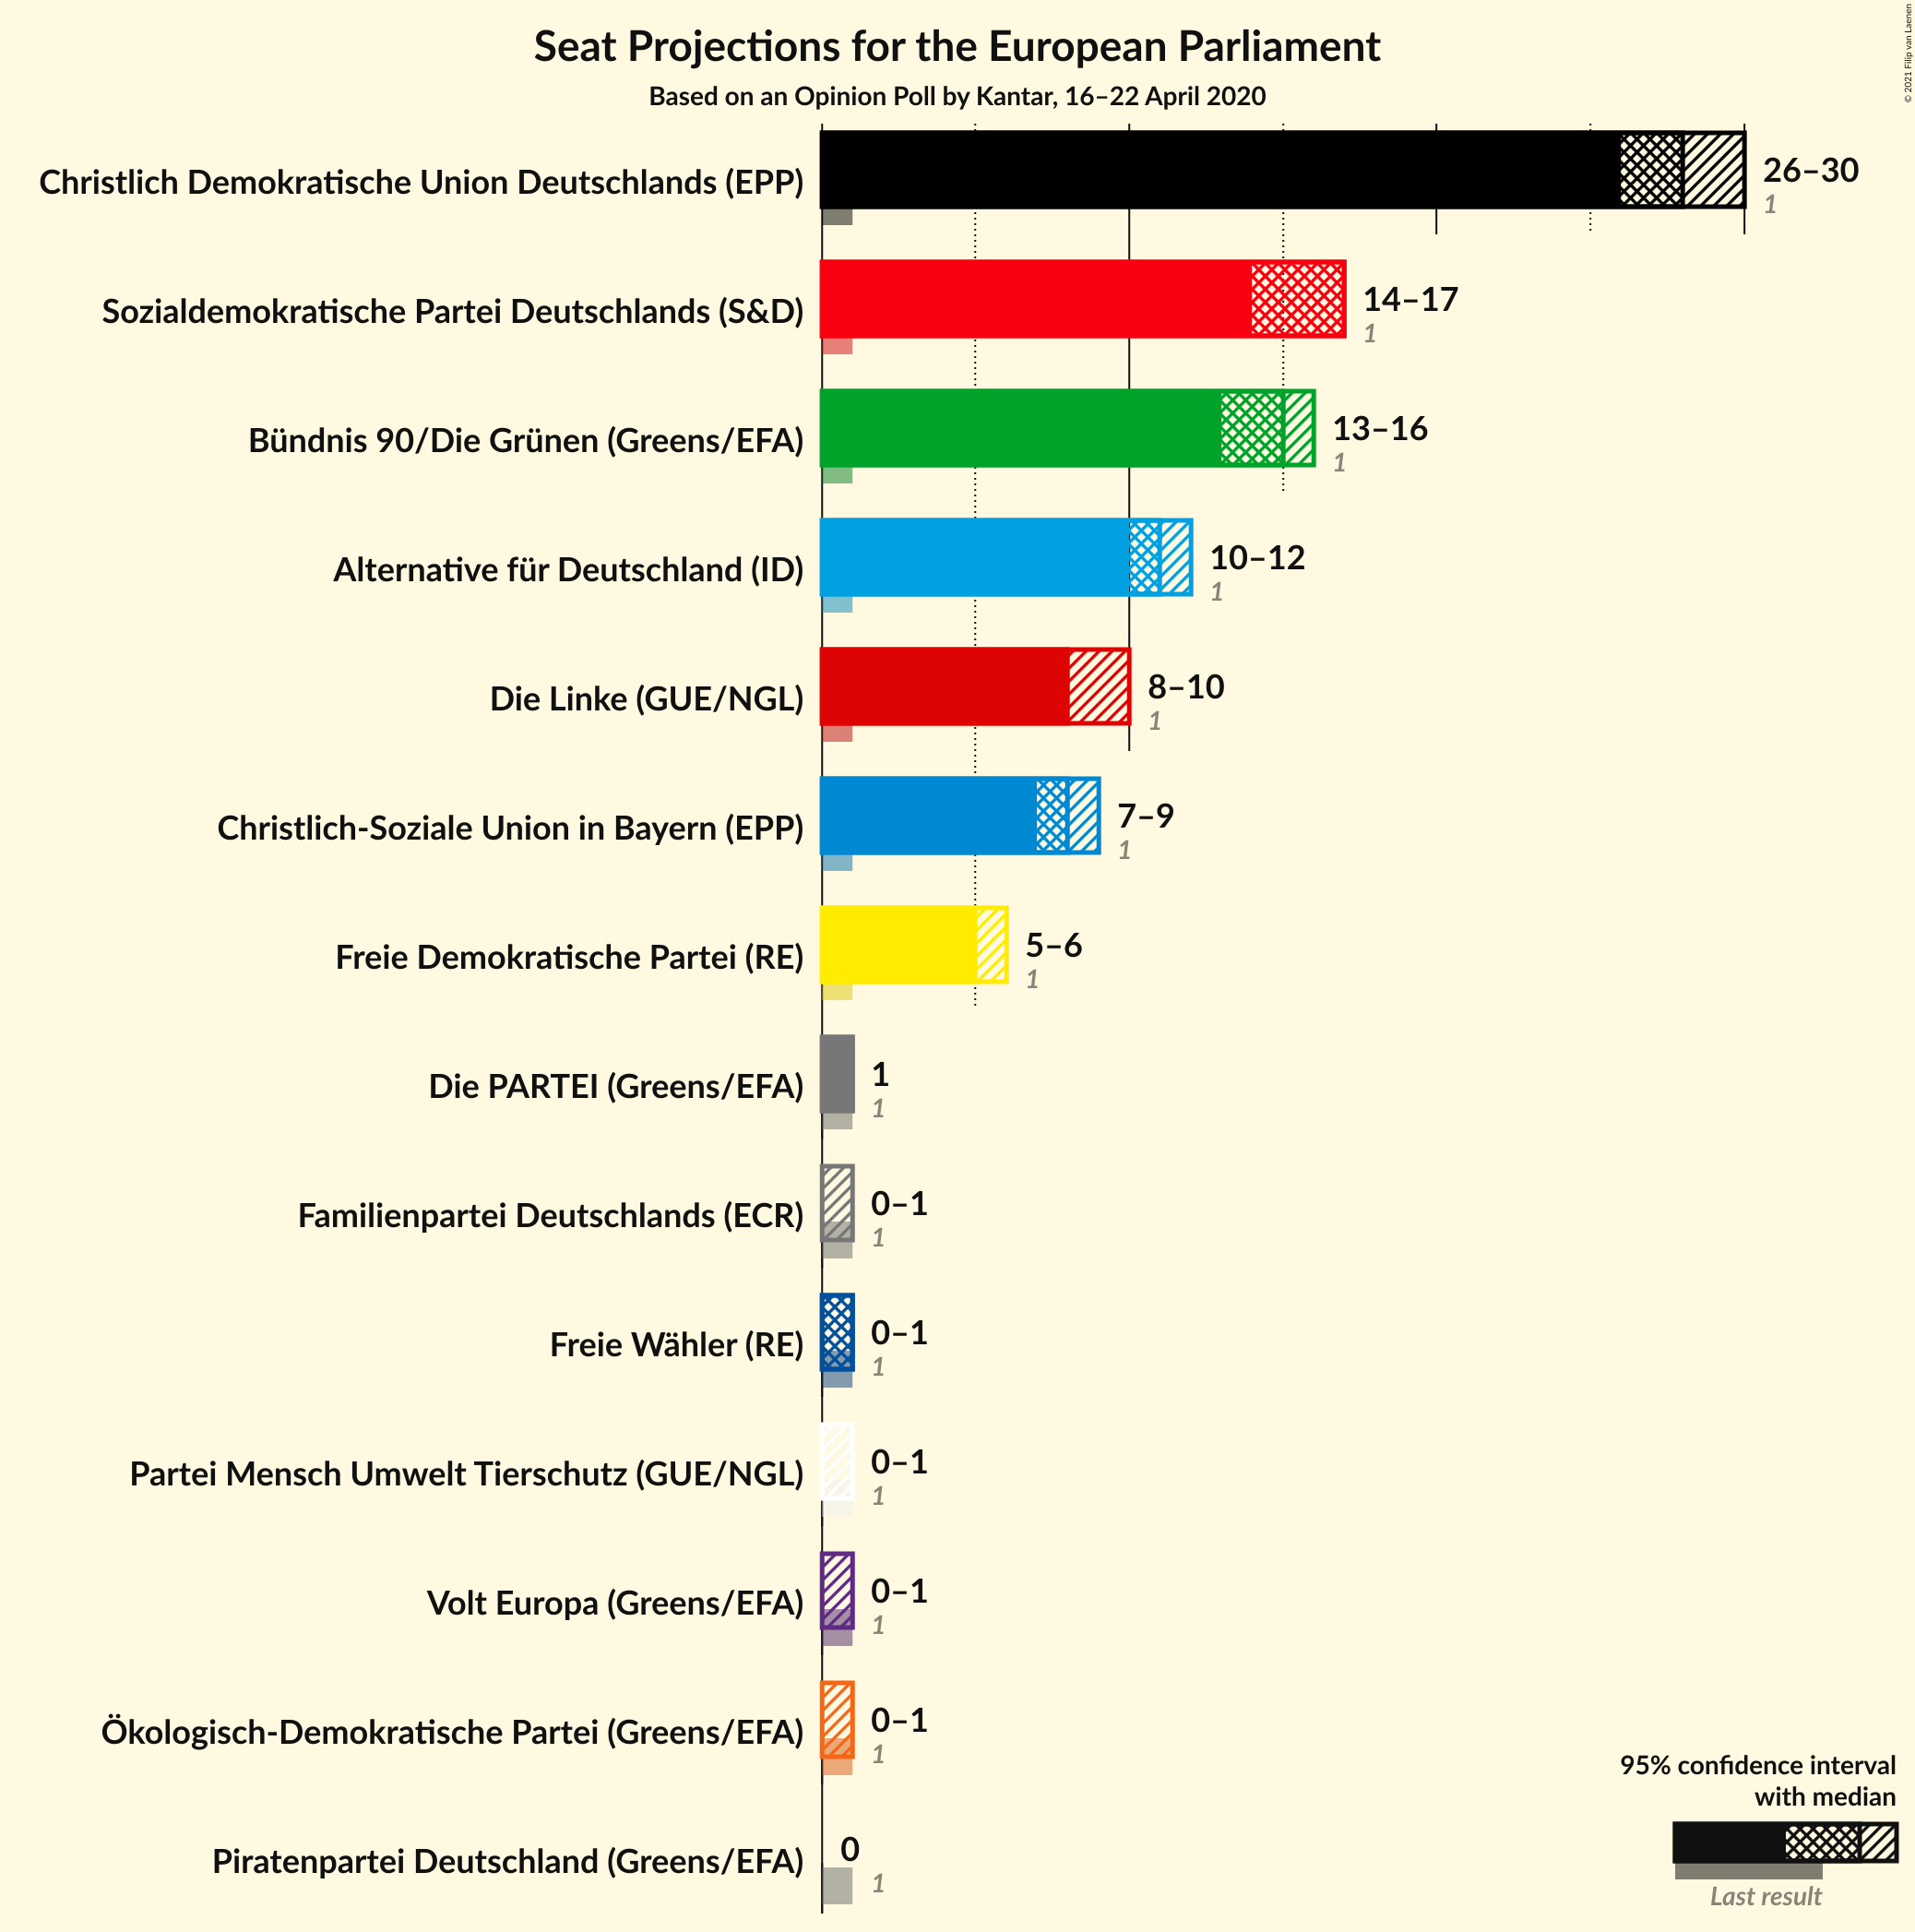 Seat Projections for the European Parliament
Based on an Opinion Poll by Kantar, 16–22 April 2020
© 2021 Filip van Laenen
Christlich Demokratische Union Deutschlands (EPP)
26–30
1
Sozialdemokratische Partei Deutschlands (S&D)
14–17
1
Bündnis 90/Die Grünen (Greens/EFA)
13–16
1
Alternative für Deutschland (ID)
10–12
1
Die Linke (GUE/NGL)
8–10
1
Christlich-Soziale Union in Bayern (EPP)
7–9
1
Freie Demokratische Partei (RE)
5–6
1
Die PARTEI (Greens/EFA)
1
1
Familienpartei Deutschlands (ECR)
0–1
1
Freie Wähler (RE)
0–1
1
Partei Mensch Umwelt Tierschutz (GUE/NGL)
0–1
1
Volt Europa (Greens/EFA)
0–1
1
Ökologisch-Demokratische Partei (Greens/EFA)
0–1
1
Piratenpartei Deutschland (Greens/EFA)
0
1
95% confidence interval
with median
Last result